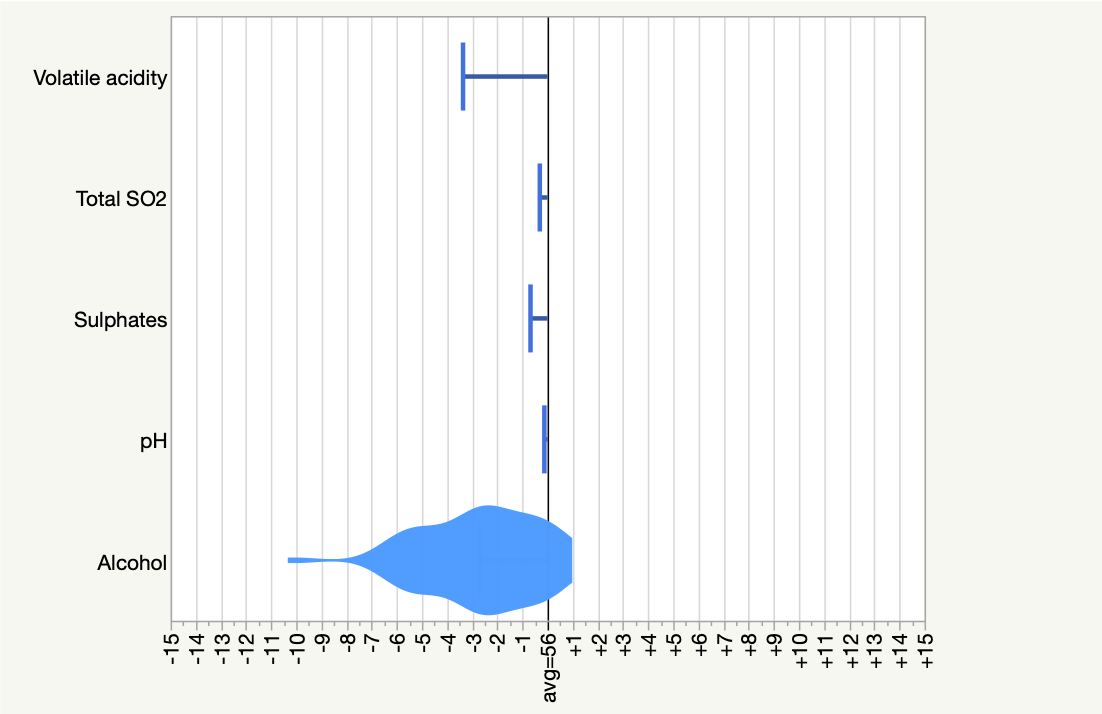 Volatile acidity
Total SO2
Sulphates
pH
Alcohol
-15 -14 -13 -12 -11 -10 -9 -8 -7 -6 -5 -4 -3 -2 -1 avg=56 +1 +2 +3 +4 +5 +6 +7 +8 +9 +10 +11 +12 +13 +14 +15